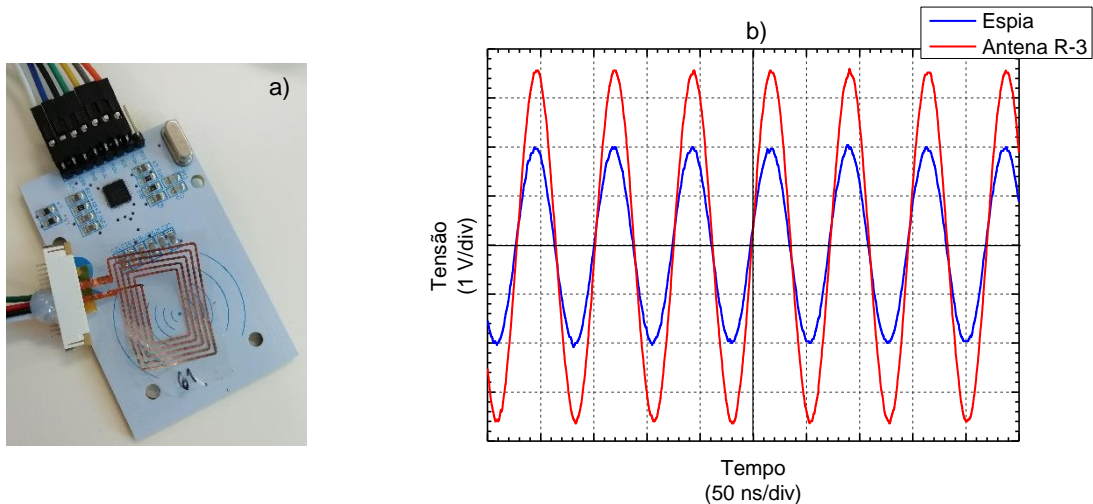 a)
61
b)
Espia
Antena R-3
Tensão
(1 V/div)
Tempo
(50 ns/div)